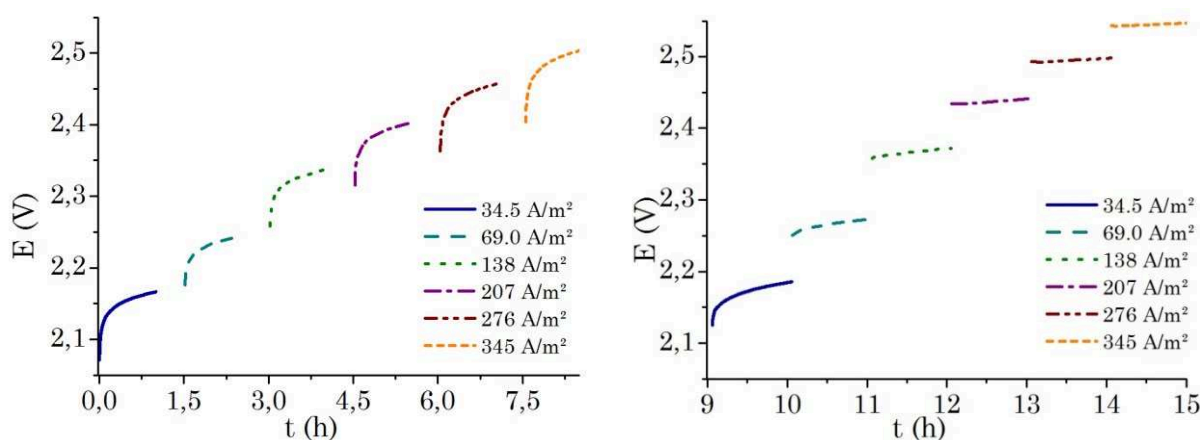 2,5
2,4
2,3
2,2
2,1
E (V)
34.5 A/m²
69.0 A/m²
138 A/m²
207 A/m²
276 A/m²
345 A/m²
0,0 1,5 3,0 4,5 6,0 7,5
t (h)
2,5
2,4
2,3
2,2
2,1
E (V)
34.5 A/m²
69.0 A/m²
138 A/m²
207 A/m²
276 A/m²
345 A/m²
9 10 11 12 13 14 15
t (h)